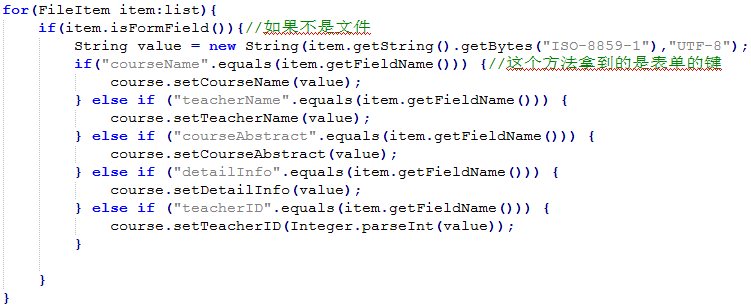 for(FileItem item:list){
    if(item.isFormField()){//如果不是文件
        String value = new String(item.getString().getBytes("ISO-8859-1"),"UTF-8");
        if("courseName".equals(item.getFieldName())) {//这个方法拿到的是表单的键
            course.setCourseName(value);
        } else if ("teacherName".equals(item.getFieldName())) {
            course.setTeacherName(value);
        } else if ("courseAbstract".equals(item.getFieldName())) {
            course.setCourseAbstract(value);
        } else if ("detailInfo".equals(item.getFieldName())) {
            course.setDetailInfo(value);
        } else if ("teacherID".equals(item.getFieldName())) {
            course.setTeacherID(Integer.parseInt(value));
        }
    }
}